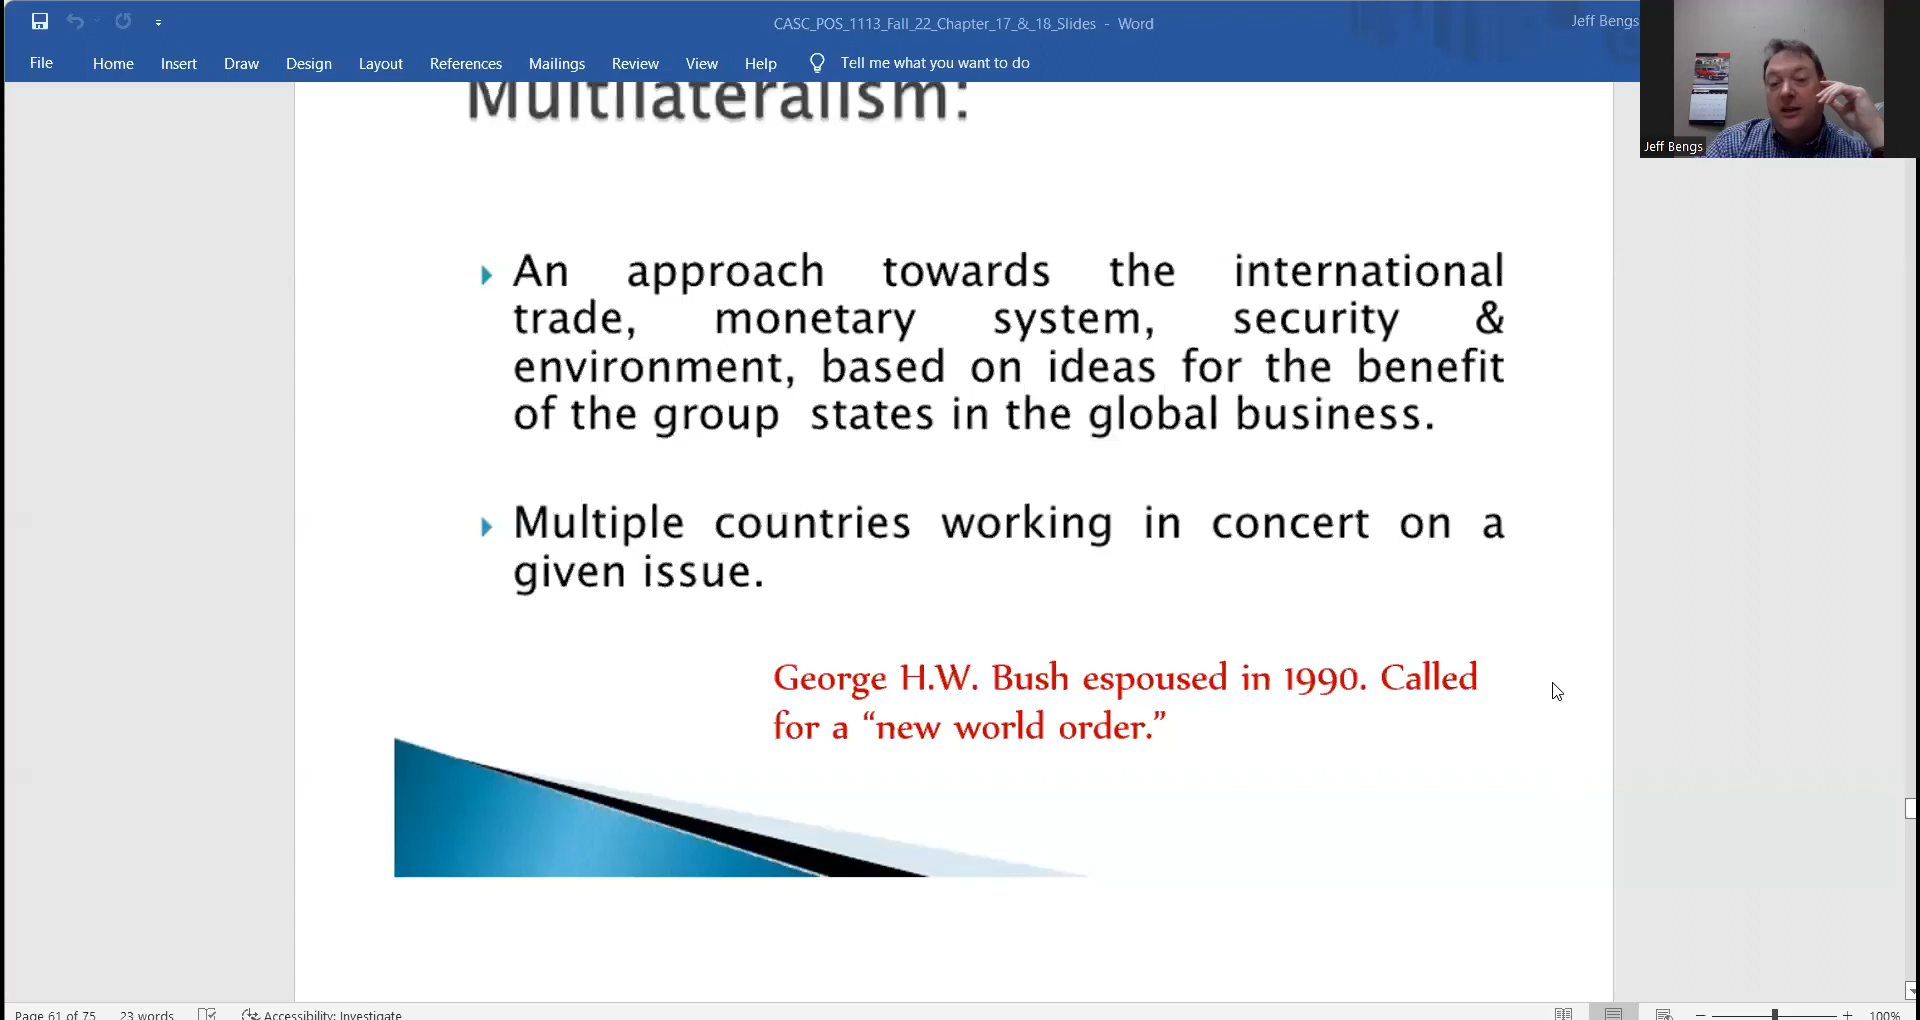 CASC_POS_1113_Fall_22_Chapter_17_&_18_Slides - Word
Jeff Bengs
File Home Insert Draw Design Layout References Mailings Review View Help Tell me what you want to do
Jeff Bengs
Multilateralism:
An approach towards the international
trade, monetary system, security &
environment, based on ideas for the benefit
of the group states in the global business.
Multiple countries working in concert on a
given issue.
George H.W. Bush espoused in 1990. Called
for a “new world order.”
Page 61 of 75 23 words Accessibility: Investigate 100%